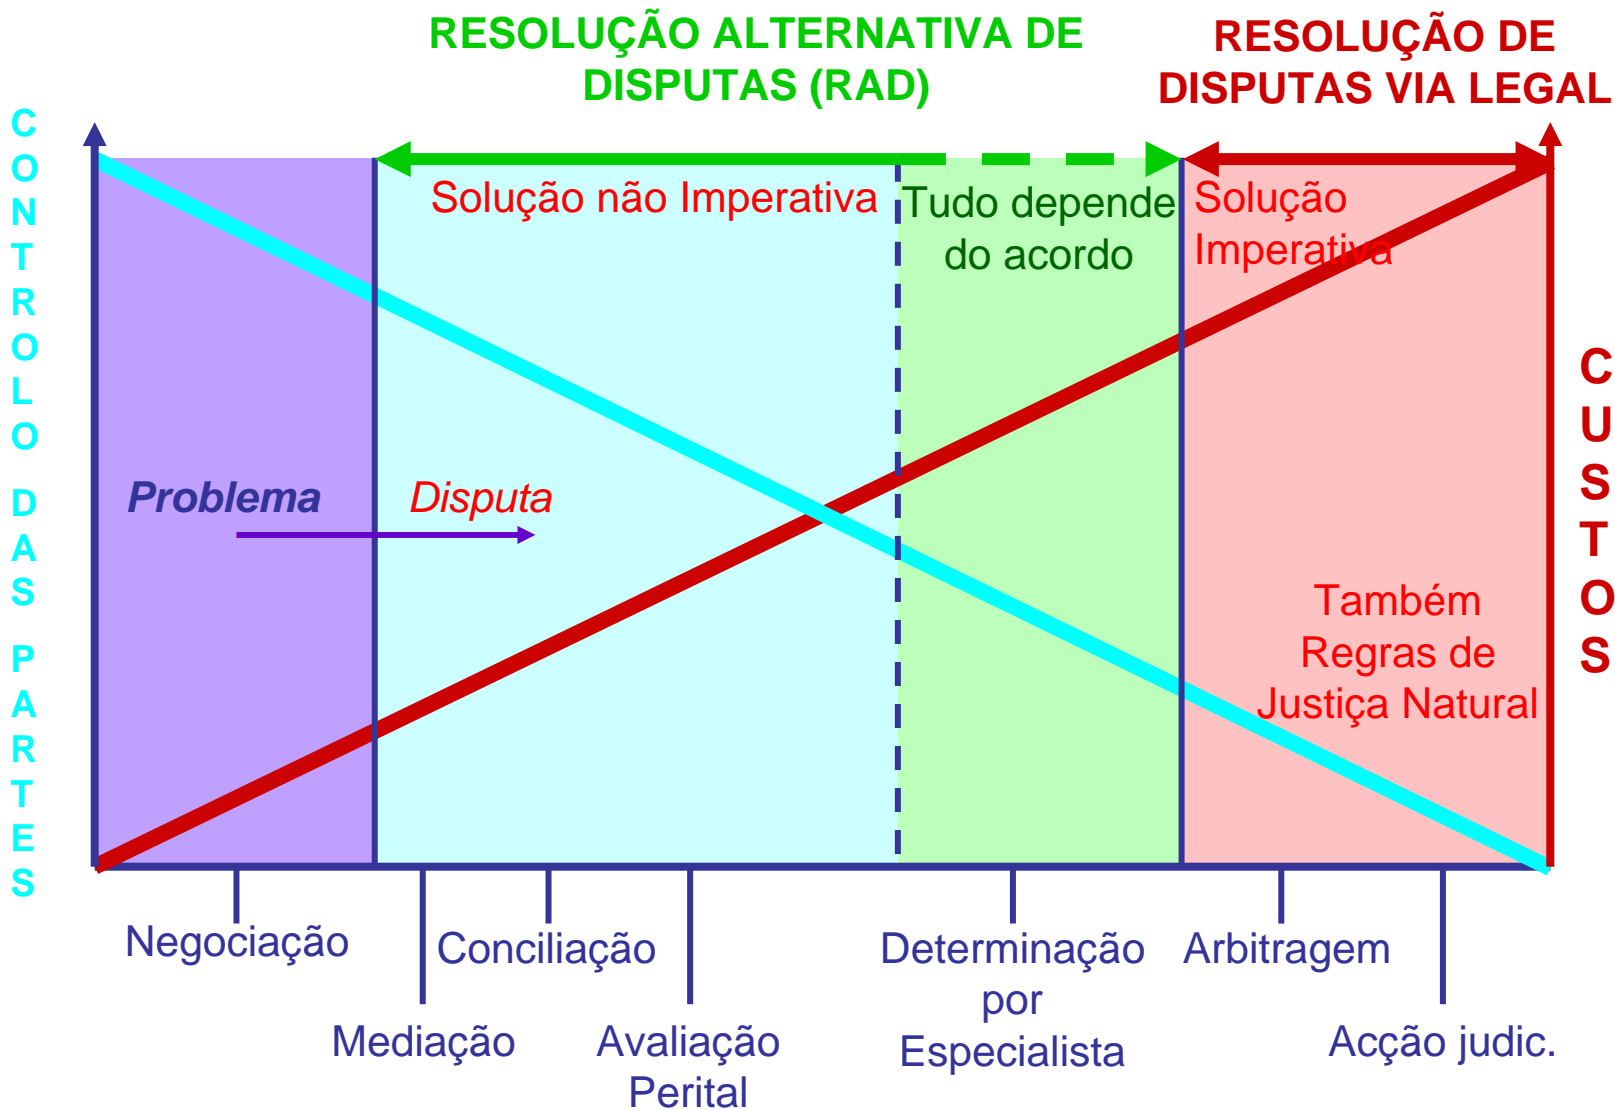 RESOLUÇÃO ALTERNATIVA DE
DISPUTAS (RAD)
RESOLUÇÃO DE
DISPUTAS VIA LEGAL
CONTROLO DAS PARTES
Solução não Imperativa
Tudo depende
do acordo
Solução
Imperativa
Problema
Disputa
CUSTOS
Também
Regras de
Justiça Natural
Negociação
Mediação
Conciliação
Avaliação
Perital
Determinação
por
Especialista
Arbitragem
Acção judic.